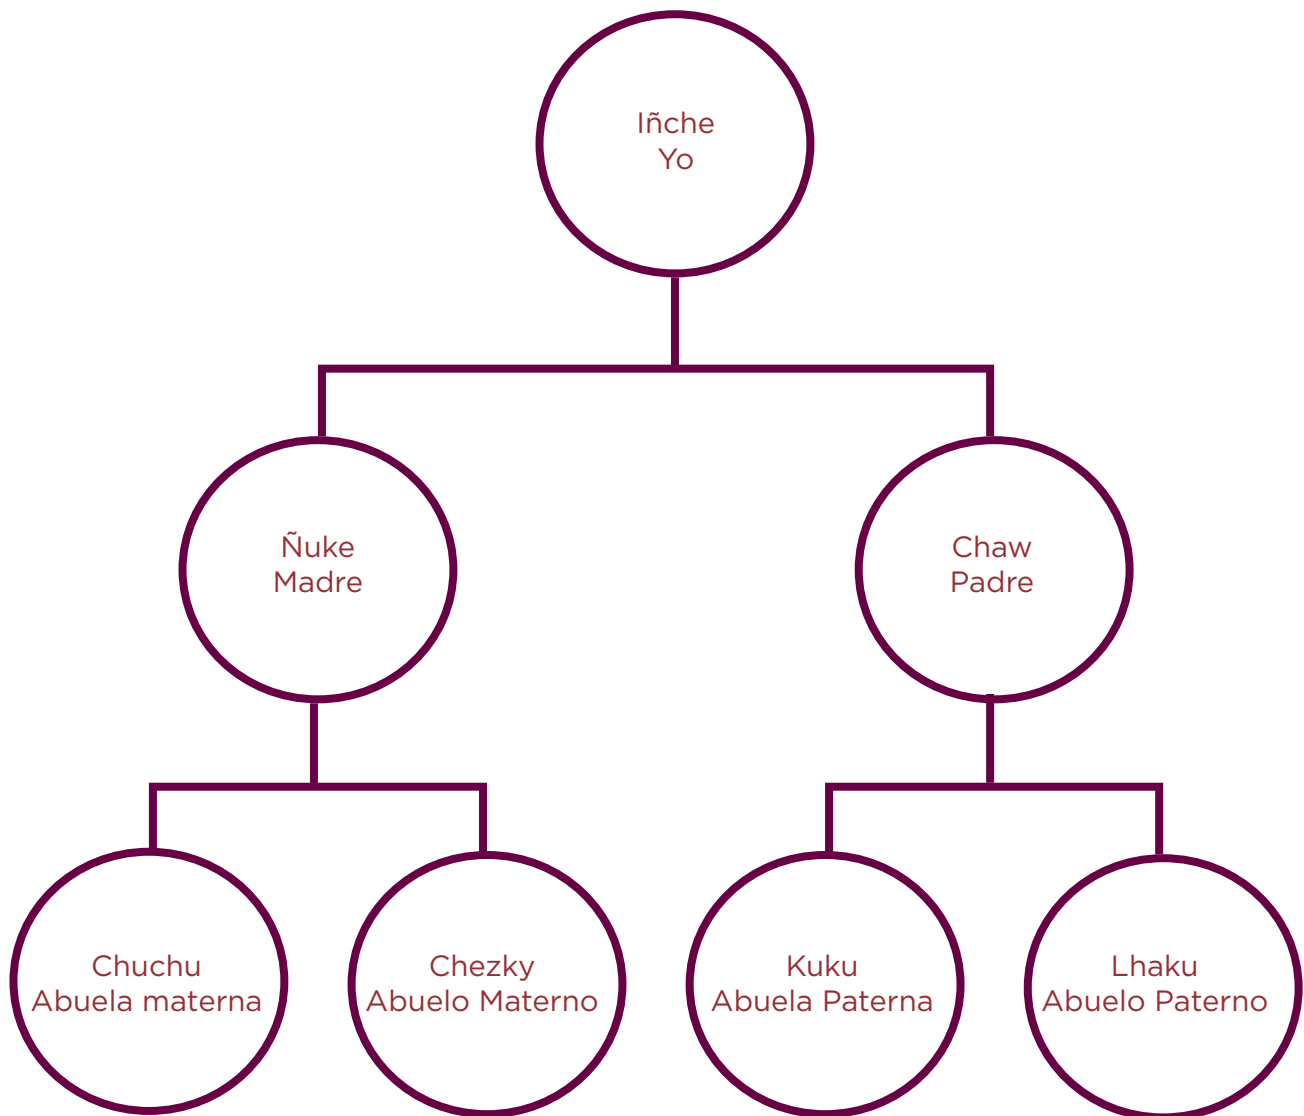 Iñche
Yo
Ñuke
Madre
Chaw
Padre
Chuchu
Abuela materna
Chezky
Abuelo Materno
Kuku
Abuela Paterna
Lhaku
Abuelo Paterno